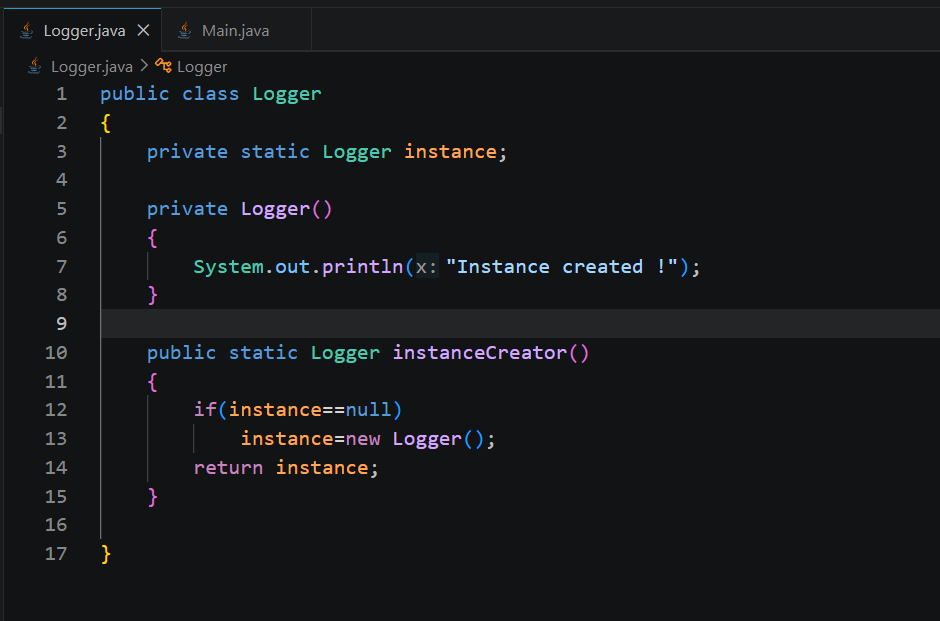 Logger.java
Main.java
Logger.java > Logger
1 public class Logger
2 {
3     private static Logger instance;
4
5     private Logger()
6     {
7         System.out.println(x: "Instance created !");
8     }
9
10     public static Logger instanceCreator()
11     {
12         if(instance==null)
13             instance=new Logger();
14         return instance;
15     }
16
17 }